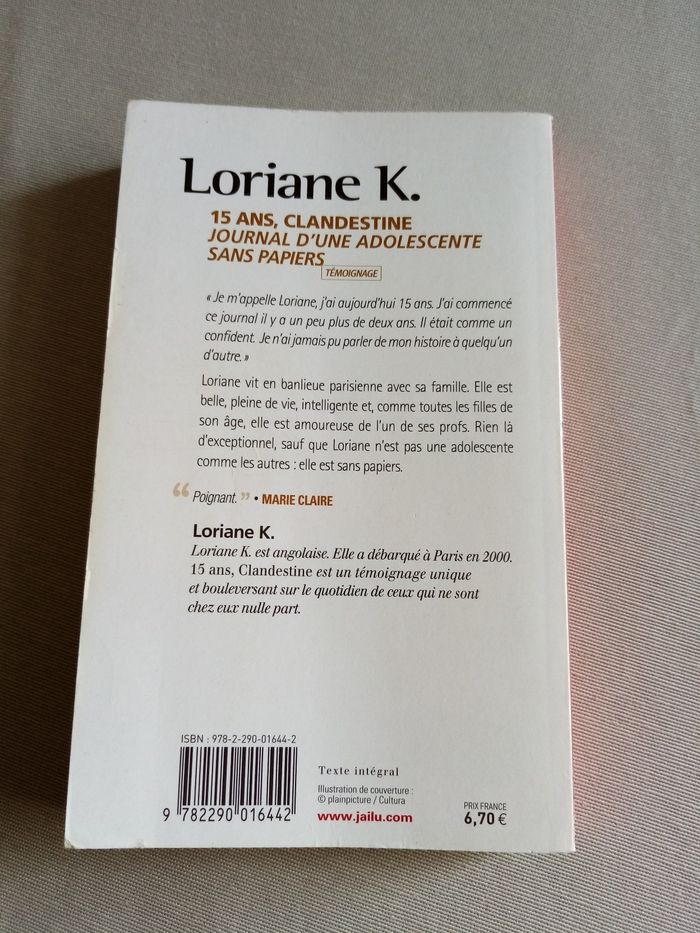 Loriane K.
15 ANS, CLANDESTINE
JOURNAL D'UNE ADOLESCENTE
SANS PAPIERS
TÉMOIGNAGE
« Je m'appelle Loriane, j'ai aujourd'hui 15 ans. J'ai commencé
ce journal il y a un peu plus de deux ans. Il était comme un
confident. Je n'ai jamais pu parler de mon histoire à quelqu'un
d'autre. »
Loriane vit en banlieue parisienne avec sa famille. Elle est
belle, pleine de vie, intelligente et, comme toutes les filles de
son âge, elle est amoureuse de l'un de ses profs. Rien là
d'exceptionnel, sauf que Loriane n'est pas une adolescente
comme les autres : elle est sans papiers.
“ Poignant. ” • MARIE CLAIRE
Loriane K.
Loriane K. est angolaise. Elle a débarqué à Paris en 2000.
15 ans, Clandestine est un témoignage unique
et bouleversant sur le quotidien de ceux qui ne sont
chez eux nulle part.
ISBN : 978-2-290-01644-2
9 782290 016442
Texte intégral
Illustration de couverture :
© plainpicture / Cultura
www.jailu.com
PRIX FRANCE
6,70 €